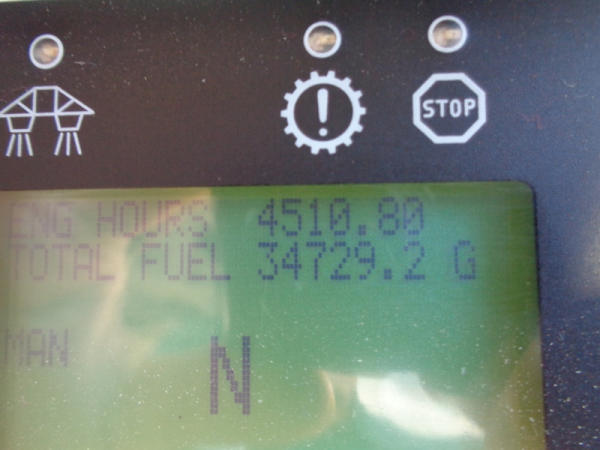 STOP
ENG HOURS 4510.80
TOTAL FUEL 34729.2 G
MAN
N